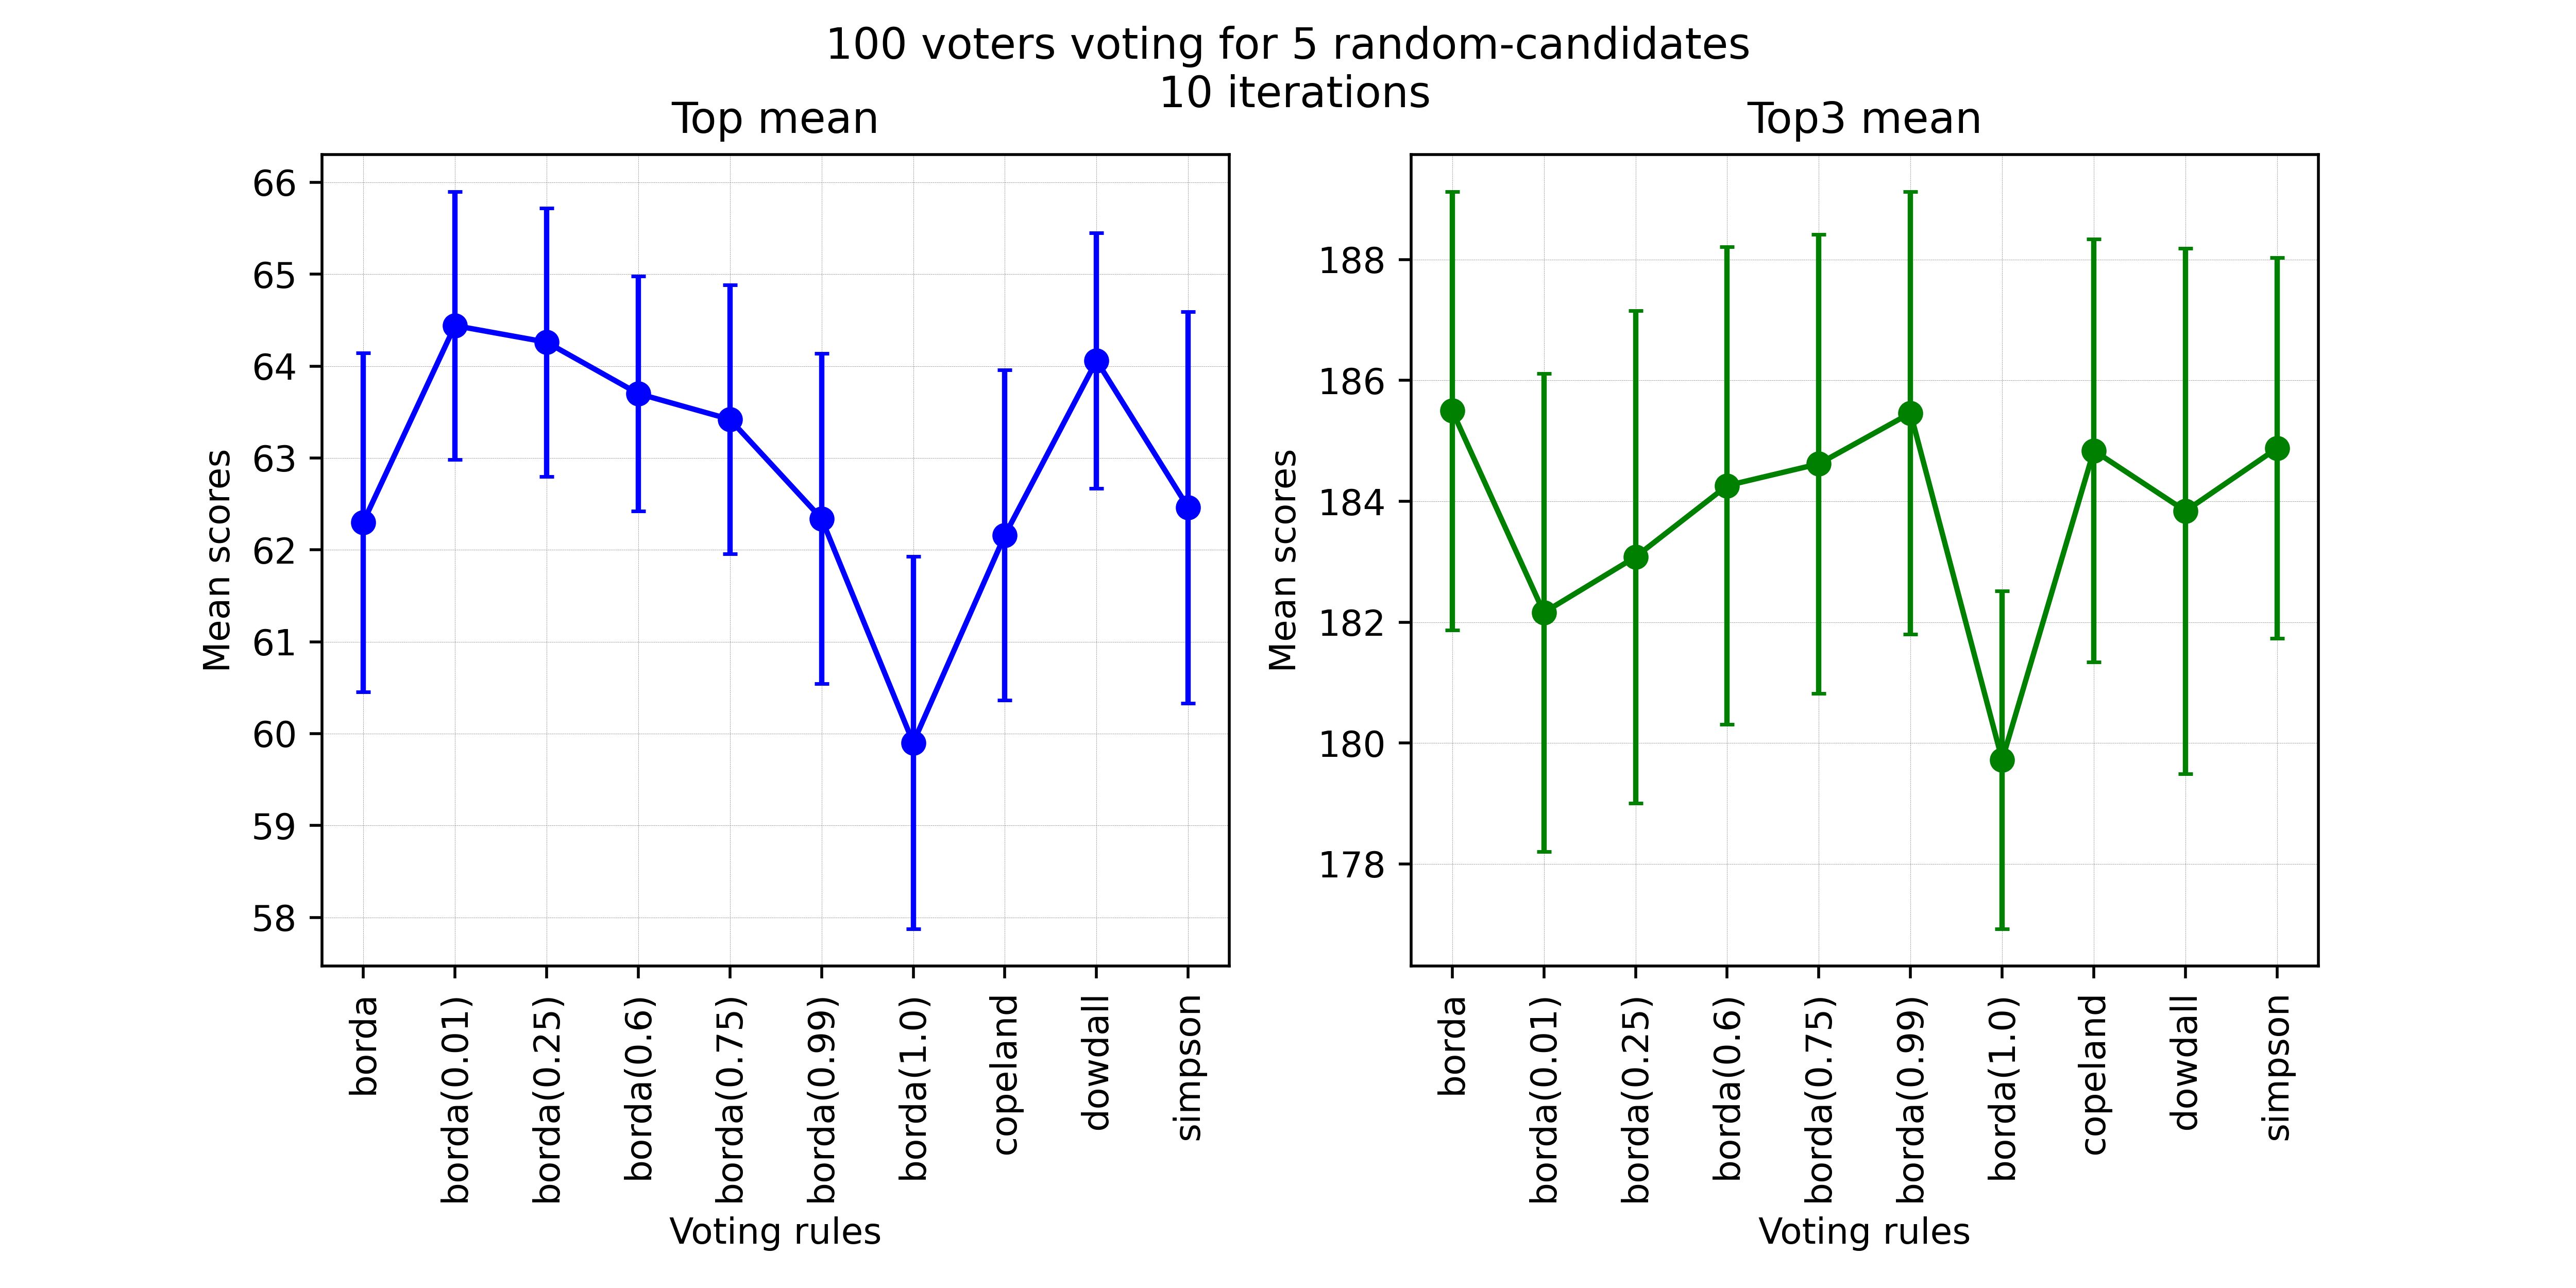 100 voters voting for 5 random-candidates
10 iterations
Top mean
Mean scores
66
65
64
63
62
61
60
59
58
borda
borda(0.01)
borda(0.25)
borda(0.6)
borda(0.75)
borda(0.99)
borda(1.0)
copeland
dowdall
simpson
Voting rules
Top3 mean
Mean scores
188
186
184
182
180
178
borda
borda(0.01)
borda(0.25)
borda(0.6)
borda(0.75)
borda(0.99)
borda(1.0)
copeland
dowdall
simpson
Voting rules